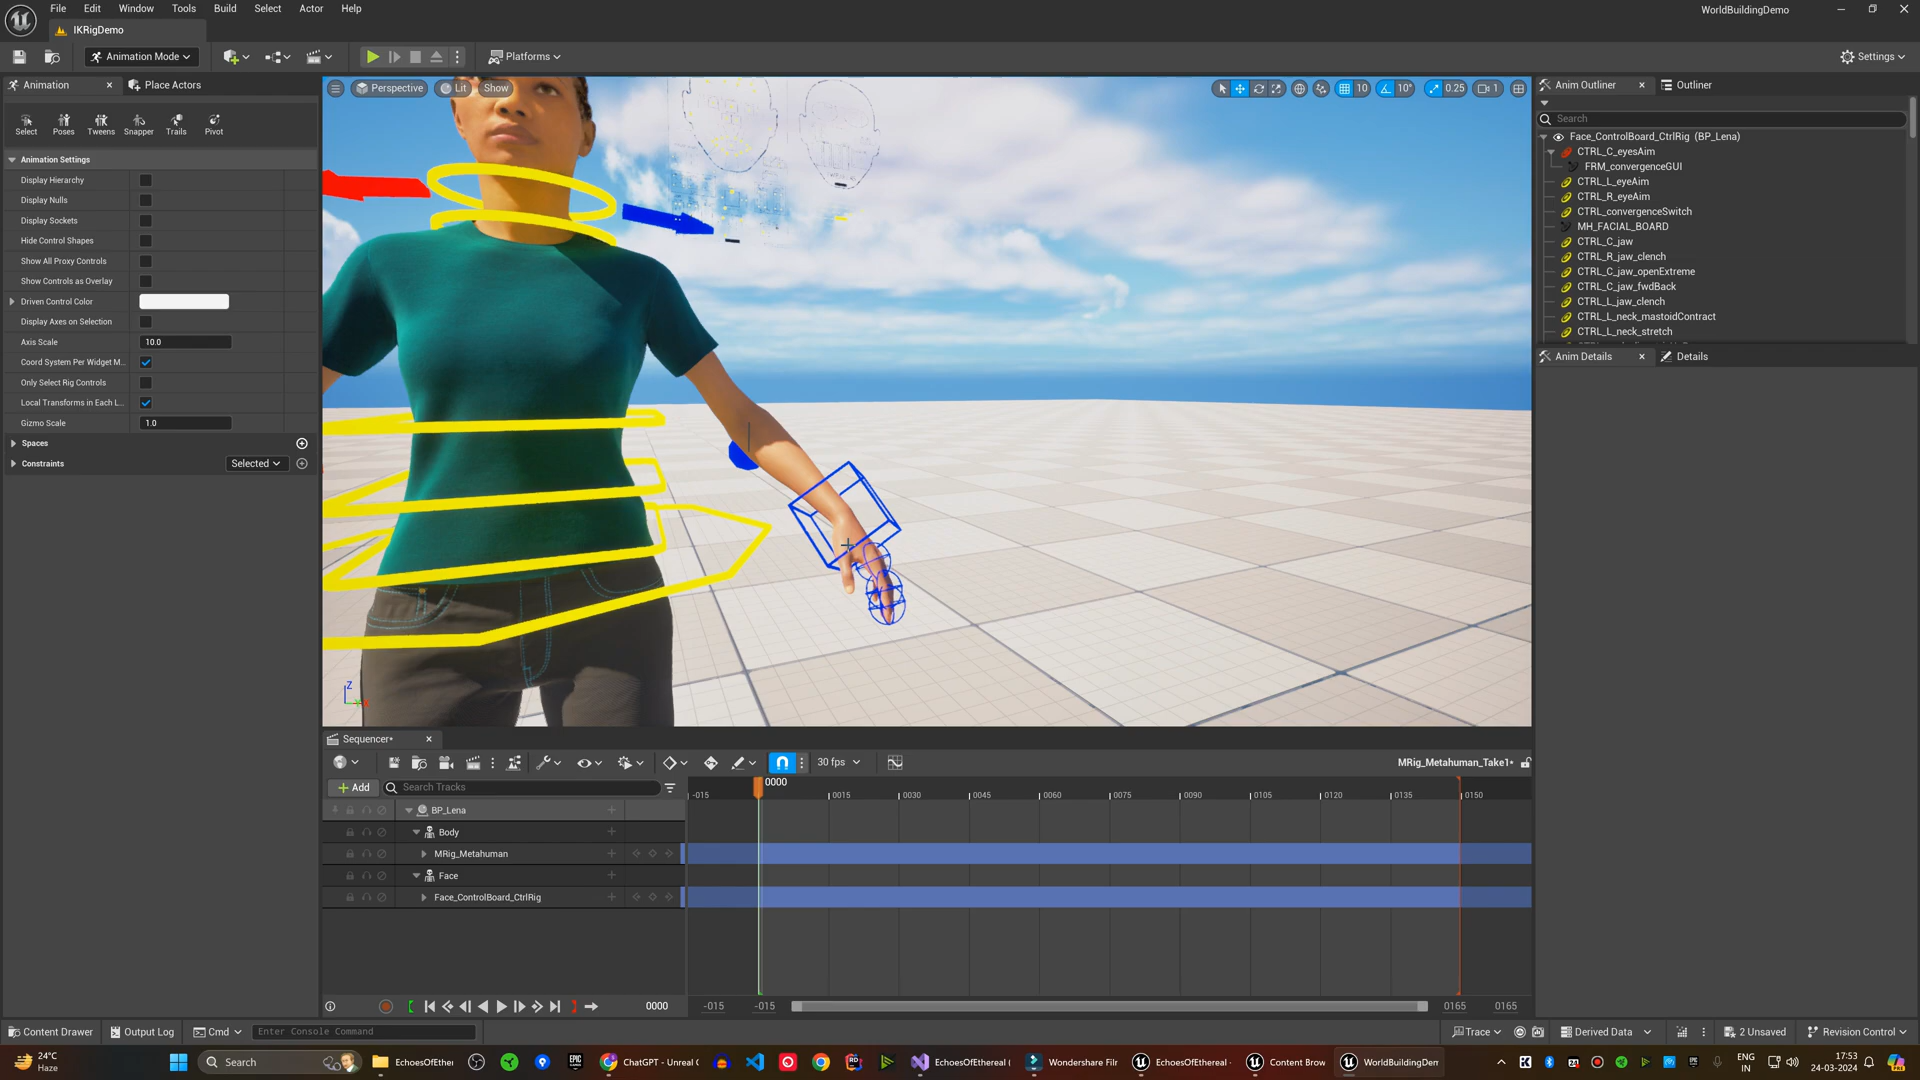 File Edit Window Tools Build Select Actor Help
WorldBuildingDemo
IKRigDemo
Animation Mode
Platforms
Settings
Animation
Place Actors
Perspective
Lit
Show
10
10°
0.25
1
Anim Outliner
Outliner
Select Poses Tweens Snapper Trails Pivot
Search
Animation Settings
Display Hierarchy
Display Nulls
Display Sockets
Hide Control Shapes
Show All Proxy Controls
Show Controls as Overlay
Driven Control Color
Display Axes on Selection
Axis Scale 10.0
Coord System Per Widget M...
Only Select Rig Controls
Local Transforms in Each L...
Gizmo Scale 1.0
Spaces
Constraints Selected
Face_ControlBoard_CtrlRig (BP_Lena)
CTRL_C_eyesAim
FRM_convergenceGUI
CTRL_L_eyeAim
CTRL_R_eyeAim
CTRL_convergenceSwitch
MH_FACIAL_BOARD
CTRL_C_jaw
CTRL_R_jaw_clench
CTRL_C_jaw_openExtreme
CTRL_C_jaw_fwdBack
CTRL_L_jaw_clench
CTRL_L_neck_mastoidContract
CTRL_L_neck_stretch
Anim Details
Details
Z
Sequencer*
30 fps
MRig_Metahuman_Take1*
Add
Search Tracks
0000
-015 0015 0030 0045 0060 0075 0090 0105 0120 0135 0150
BP_Lena
Body
MRig_Metahuman
Face
Face_ControlBoard_CtrlRig
0000
-015 -015 0165 0165
Content Drawer
Output Log
Cmd
Enter Console Command
Trace
Derived Data
2 Unsaved
Revision Control
24°C
Haze
Search
EchoesOfEther
EPIC
ChatGPT - Unreal (
EchoesOfEthereal (
Wondershare Film
EchoesOfEthereal -
Content Brow
WorldBuildingDem
ENG
IN
17:53
24-03-2024